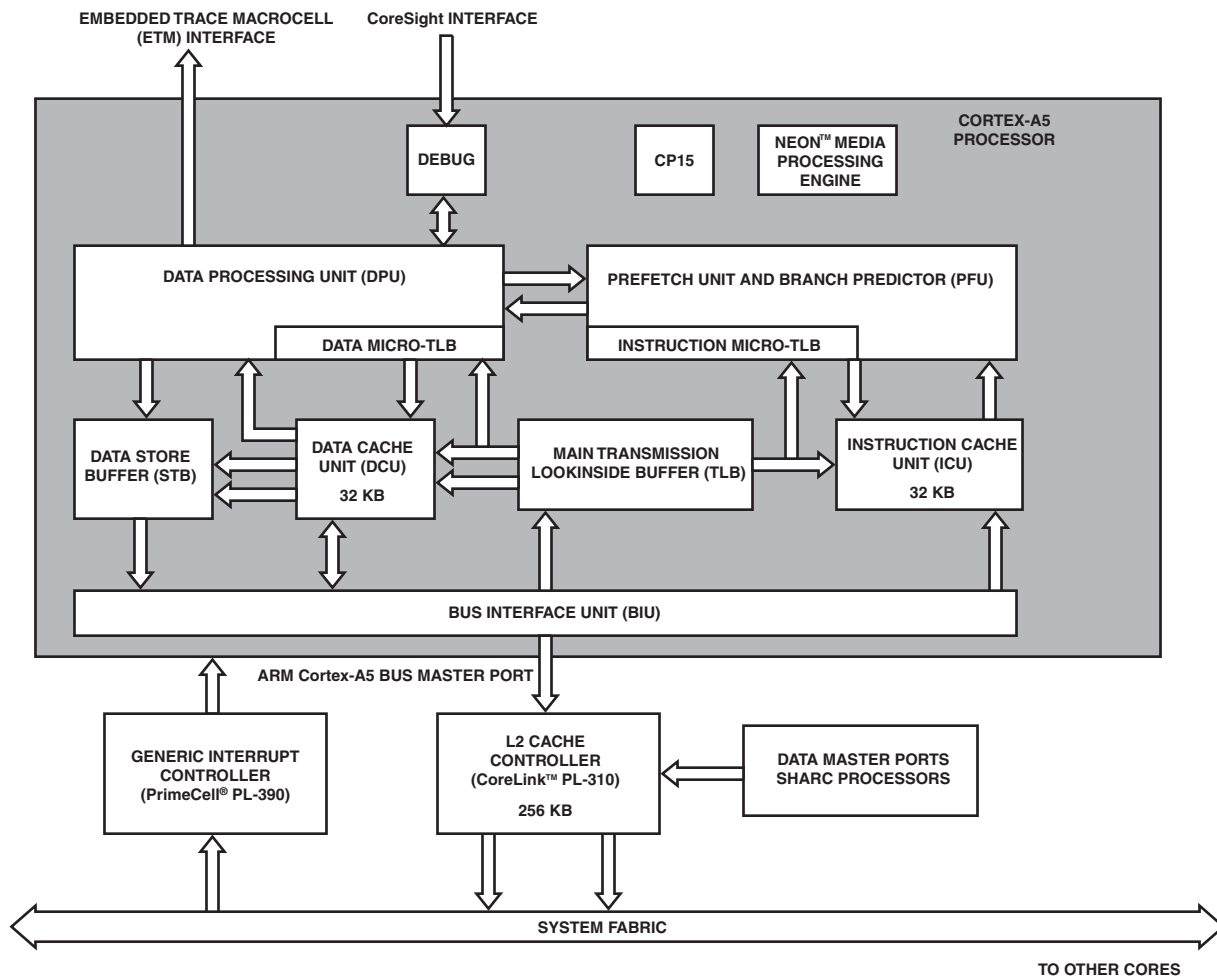 EMBEDDED TRACE MACROCELL
(ETM) INTERFACE
CoreSight INTERFACE
CORTEX-A5
PROCESSOR
DEBUG
CP15
NEON™ MEDIA
PROCESSING
ENGINE
DATA PROCESSING UNIT (DPU)
PREFETCH UNIT AND BRANCH PREDICTOR (PFU)
DATA MICRO-TLB
INSTRUCTION MICRO-TLB
DATA STORE
BUFFER (STB)
DATA CACHE
UNIT (DCU)
32 KB
MAIN TRANSMISSION
LOOKINSIDE BUFFER (TLB)
INSTRUCTION CACHE
UNIT (ICU)
32 KB
BUS INTERFACE UNIT (BIU)
ARM Cortex-A5 BUS MASTER PORT
GENERIC INTERRUPT
CONTROLLER
(PrimeCell® PL-390)
L2 CACHE
CONTROLLER
(CoreLink™ PL-310)
256 KB
DATA MASTER PORTS
SHARC PROCESSORS
SYSTEM FABRIC
TO OTHER CORES